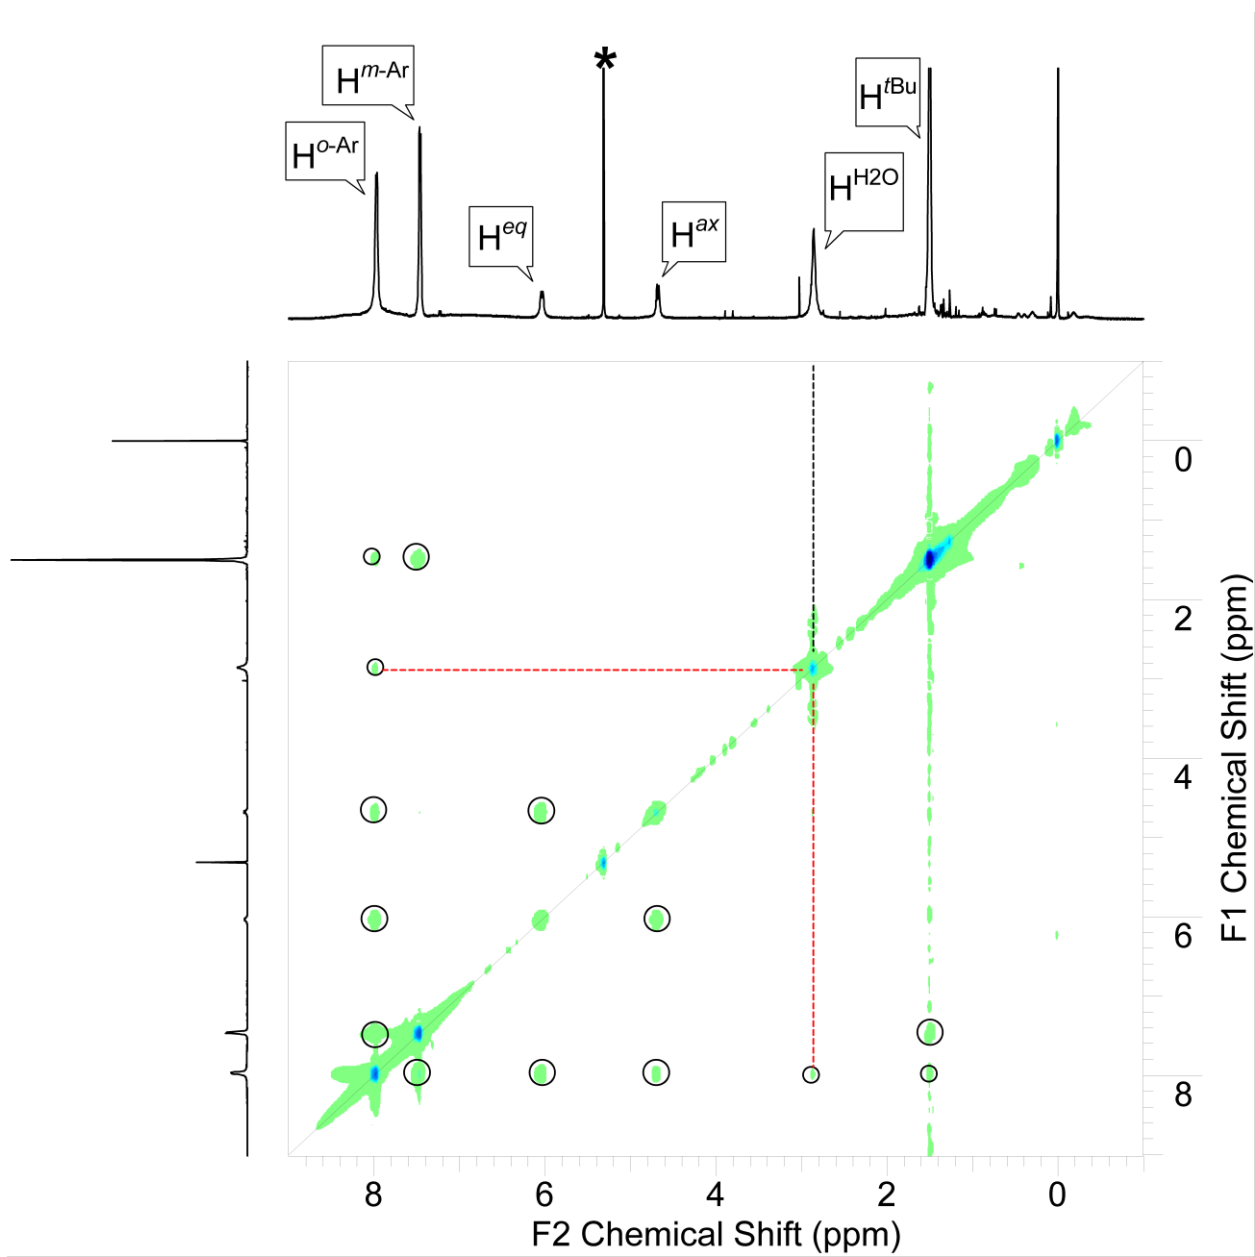 *
H^m-Ar
H^tBu
H^o-Ar
H^H2O
H^eq
H^ax
0
2
4
6
8
F1 Chemical Shift (ppm)
8 6 4 2 0
F2 Chemical Shift (ppm)